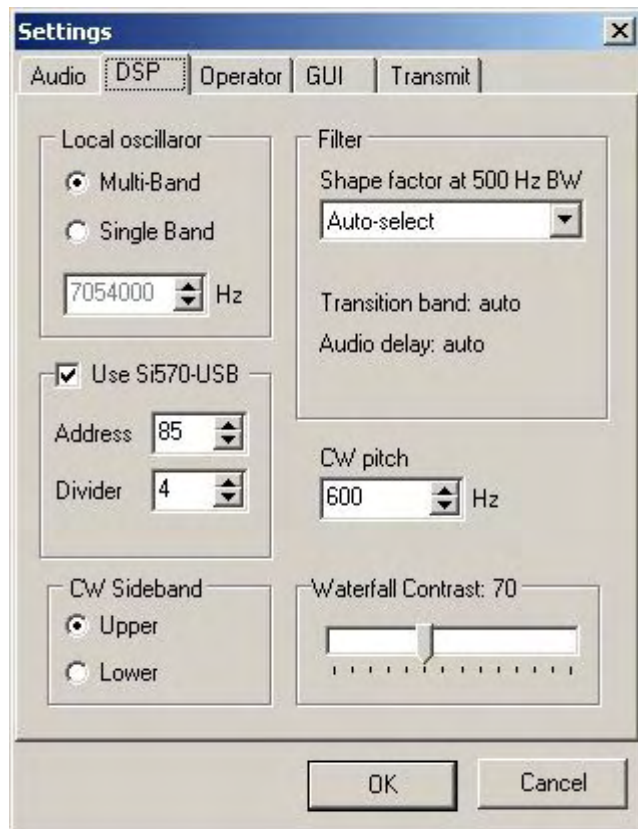 Settings
Audio DSP Operator GUI Transmit
Local oscillaror
Multi-Band
Single Band
7054000 Hz
Use Si570-USB
Address 85
Divider 4
CW Sideband
Upper
Lower
Filter
Shape factor at 500 Hz BW
Auto-select
Transition band: auto
Audio delay: auto
CW pitch
600 Hz
Waterfall Contrast: 70
OK Cancel